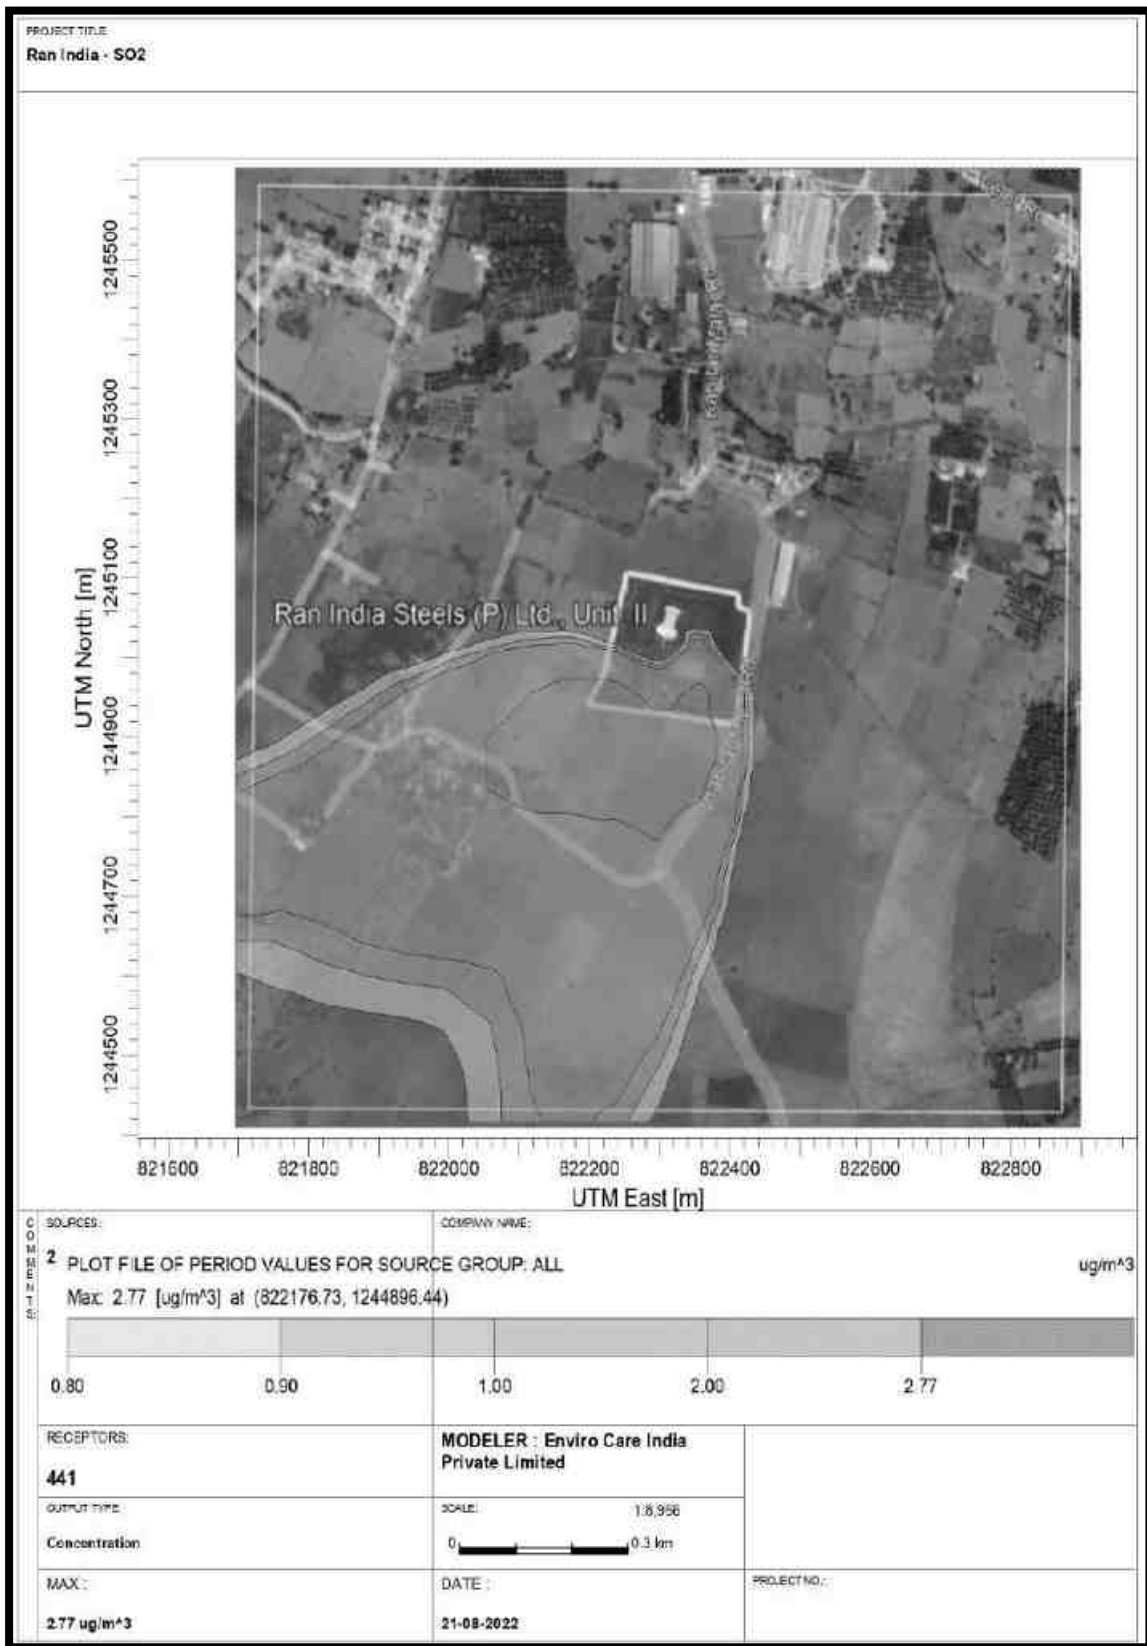 PROJECT TITLE:
Ran India - SO2
UTM North [m]
1245500
1245300
1245100
1244900
1244700
1244500
Ran India Steels (P) Ltd., Unit II
821600 821800 822000 822200 822400 822600 822800
UTM East [m]
COMMENTS:
SOURCES:
2
COMPANY NAME:
PLOT FILE OF PERIOD VALUES FOR SOURCE GROUP: ALL
ug/m^3
Max: 2.77 [ug/m^3] at (822176.73, 1244896.44)
0.80 0.90 1.00 2.00 2.77
RECEPTORS:
441
MODELER : Enviro Care India
Private Limited
OUTPUT TYPE:
Concentration
SCALE:
1:8,966
0 0.3 km
MAX :
2.77 ug/m^3
DATE :
21-08-2022
PROJECT NO.: